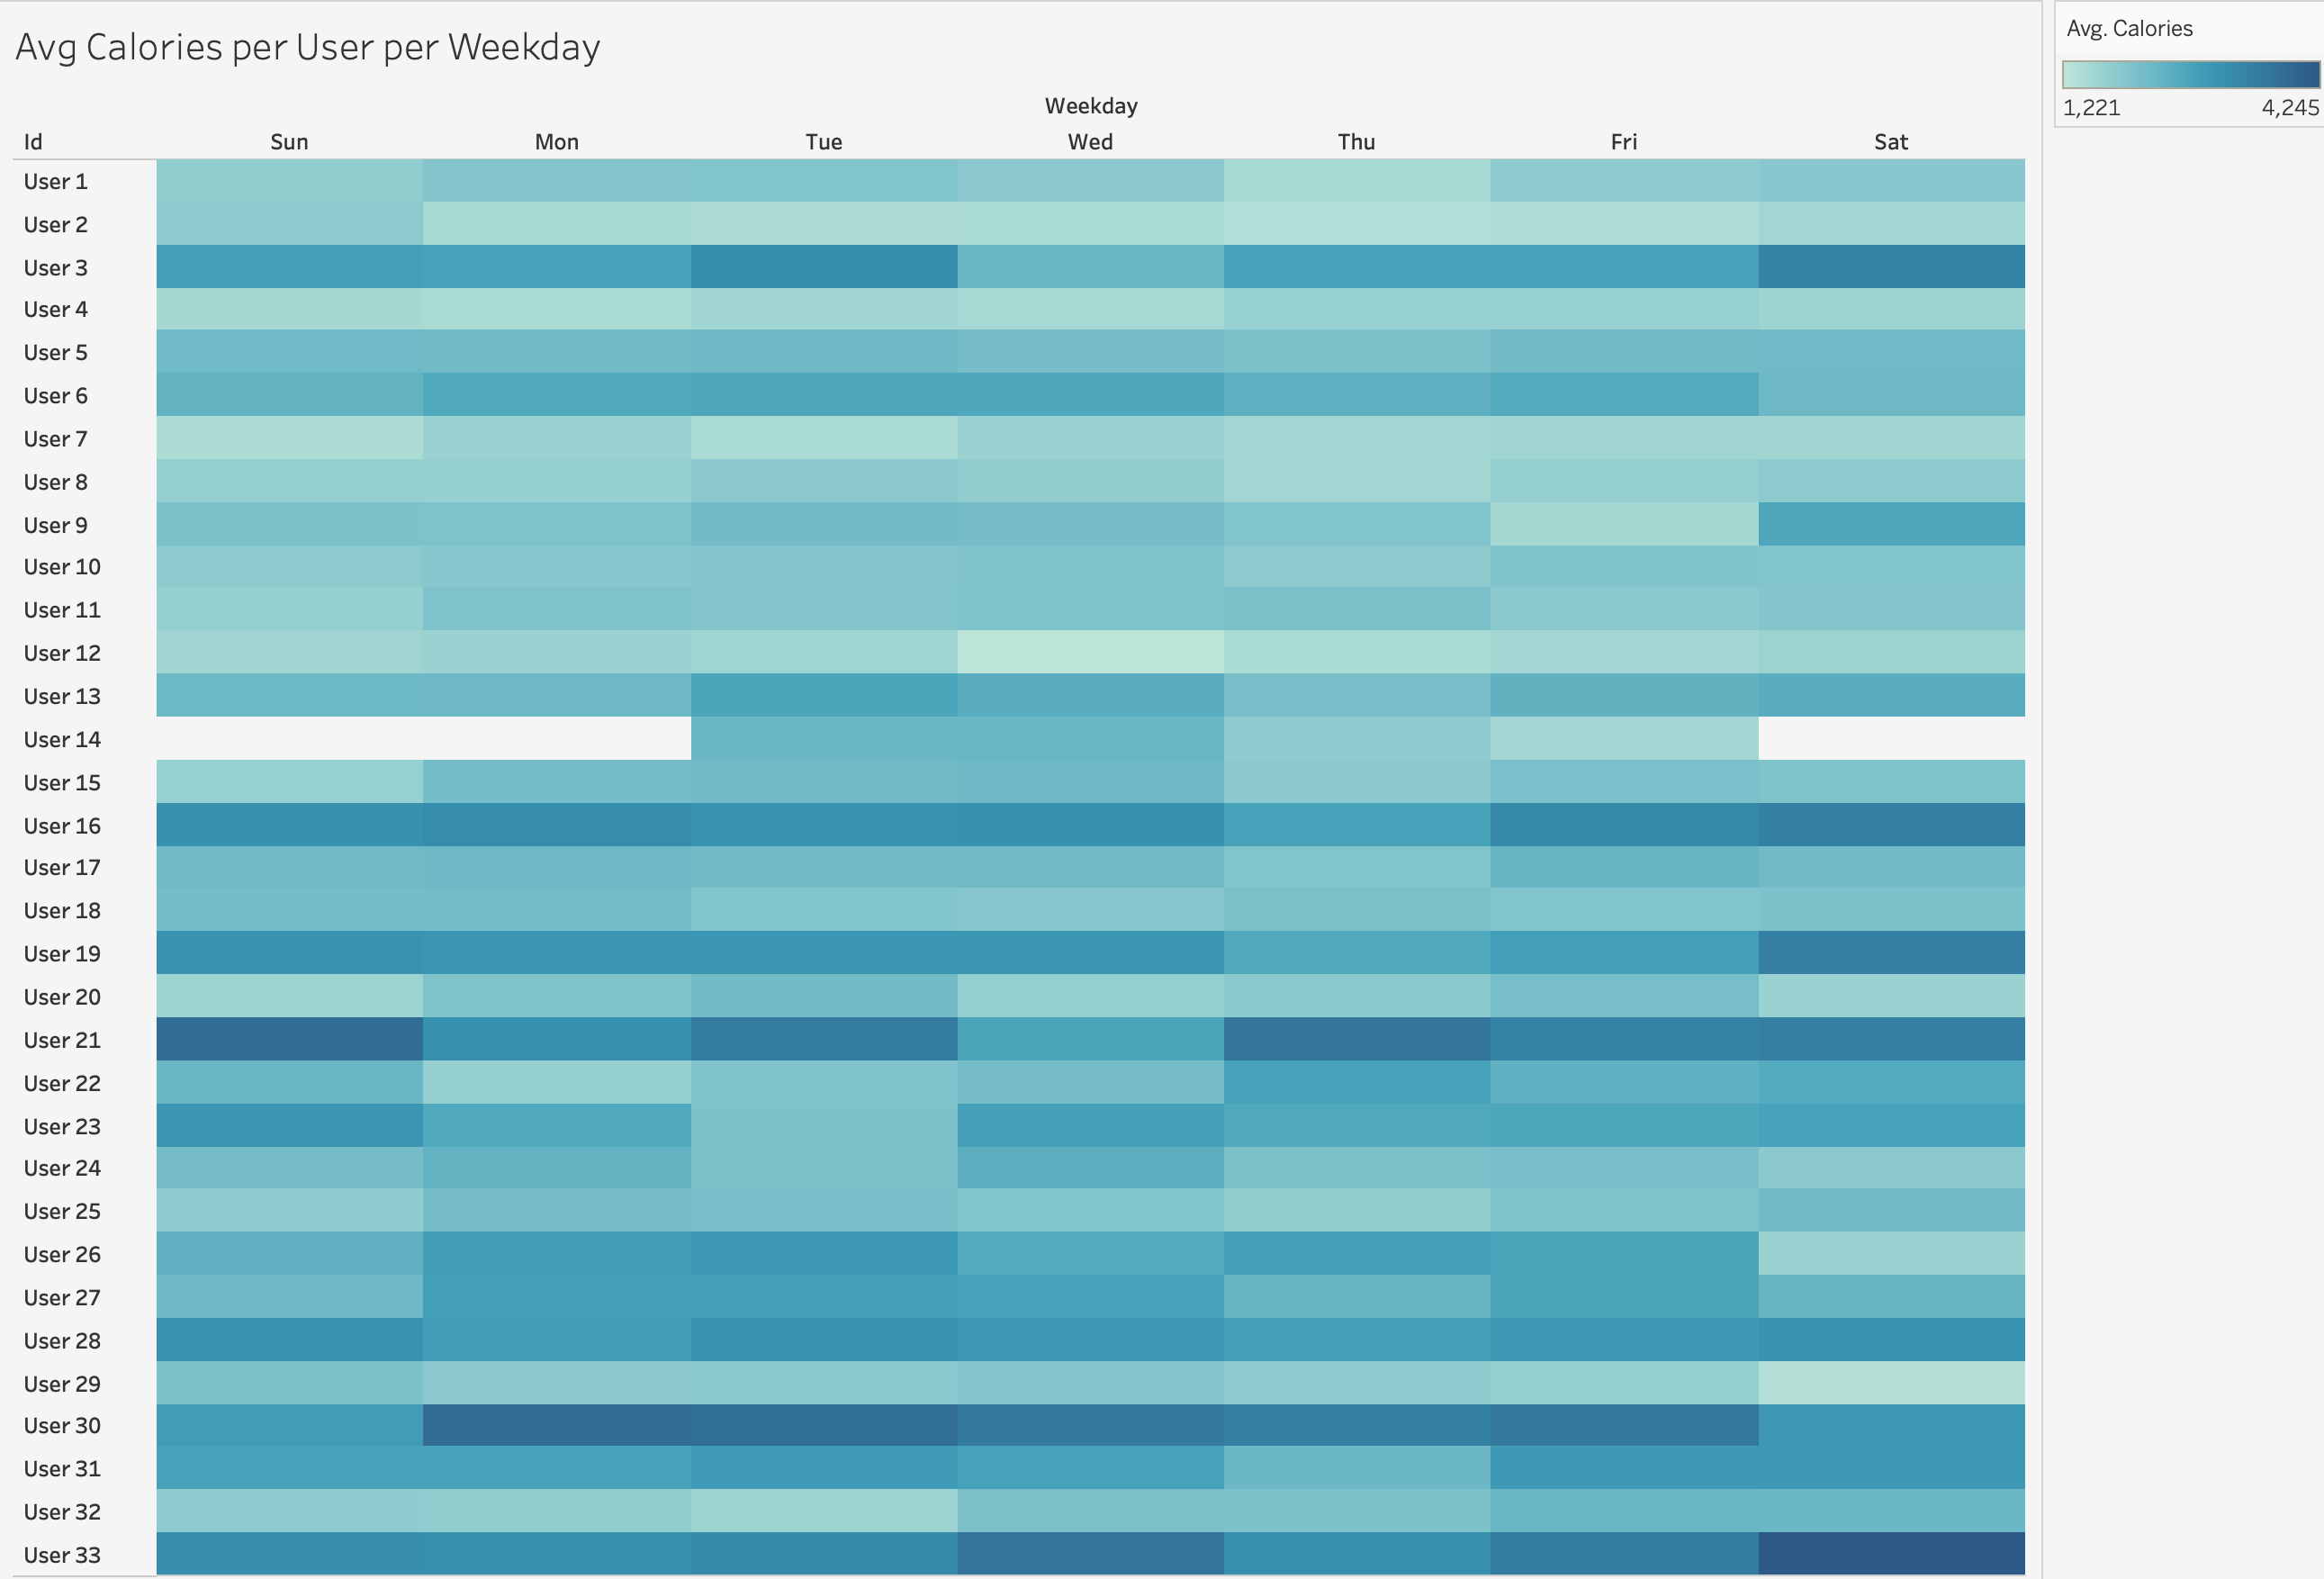 Avg Calories per User per Weekday
Avg. Calories
1,221 4,245
Weekday
Id Sun Mon Tue Wed Thu Fri Sat
User 1
User 2
User 3
User 4
User 5
User 6
User 7
User 8
User 9
User 10
User 11
User 12
User 13
User 14
User 15
User 16
User 17
User 18
User 19
User 20
User 21
User 22
User 23
User 24
User 25
User 26
User 27
User 28
User 29
User 30
User 31
User 32
User 33